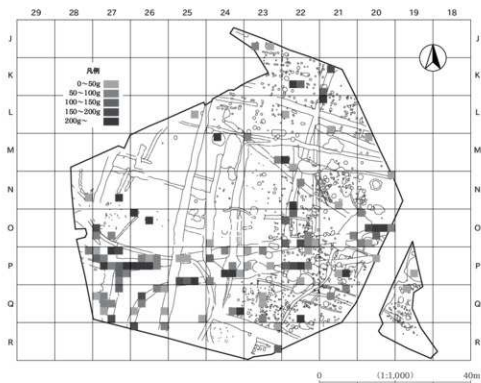 29 28 27 26 25 24 23 22 21 20 19 18
J J
凡例
0～50g
50～100g
100～150g
150～200g
200g～
K K
L L
M M
N N
O O
P P
Q Q
R R
0 (1:1,000) 40m